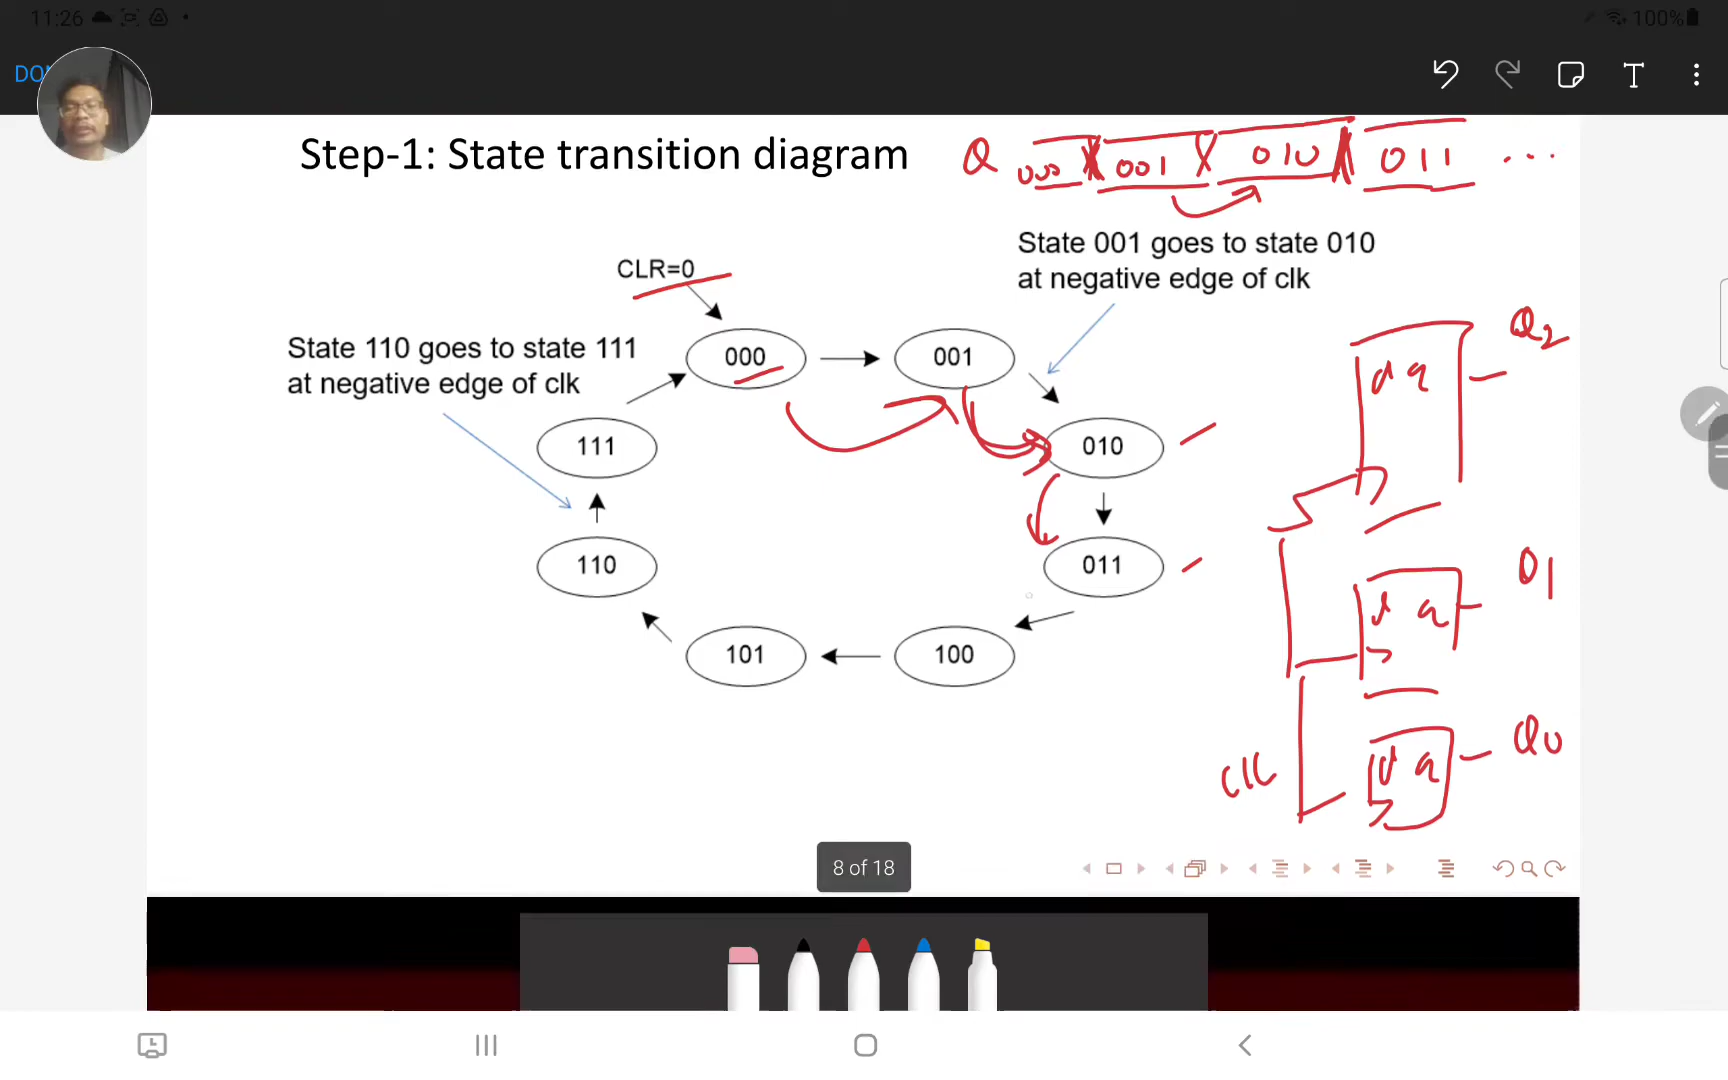 11:26
100%
DO
Step-1: State transition diagram
Q 000 001 010 011 ...
State 001 goes to state 010
at negative edge of clk
CLR=0
State 110 goes to state 111
at negative edge of clk
000
001
111
010
110
011
101
100
Q2
d q
Q1
d q
Q0
d q
Clk
8 of 18
T